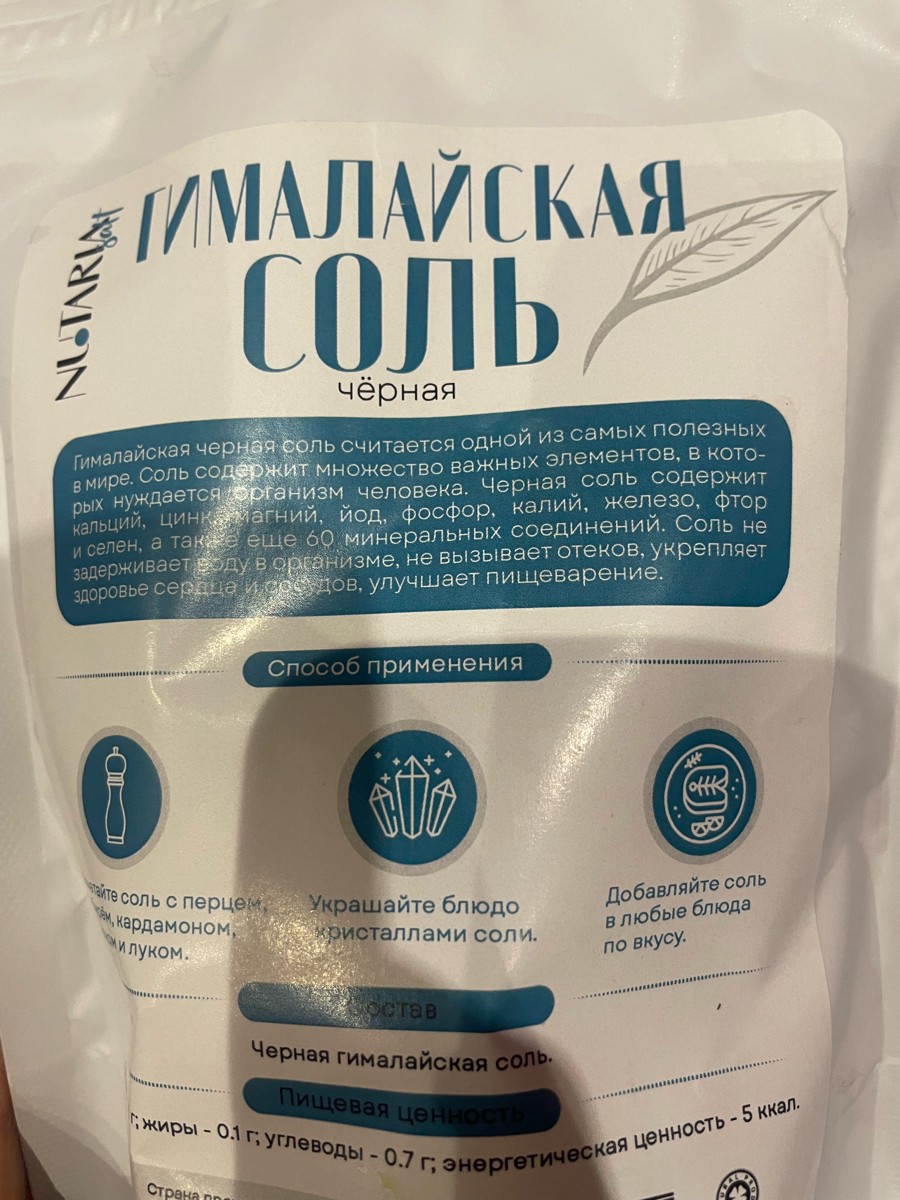 NUTARIA
ГИМАЛАЙСКАЯ
СОЛЬ
чёрная
Гималайская черная соль считается одной из самых полезных
в мире. Соль содержит множество важных элементов, в кото-
рых нуждается организм человека. Черная соль содержит
кальций, цинк, магний, йод, фосфор, калий, железо, фтор
и селен, а также еще 60 минеральных соединений. Соль не
задерживает воду в организме, не вызывает отеков, укрепляет
здоровье сердца и сосудов, улучшает пищеварение.
Способ применения
соль с перцем,
кардамоном,
и луком.
Украшайте блюдо
кристаллами соли.
Добавляйте соль
в любые блюда
по вкусу.
Состав
Черная гималайская соль.
Пищевая ценность
г; жиры - 0.1 г; углеводы - 0.7 г; энергетическая ценность - 5 ккал.
Страна